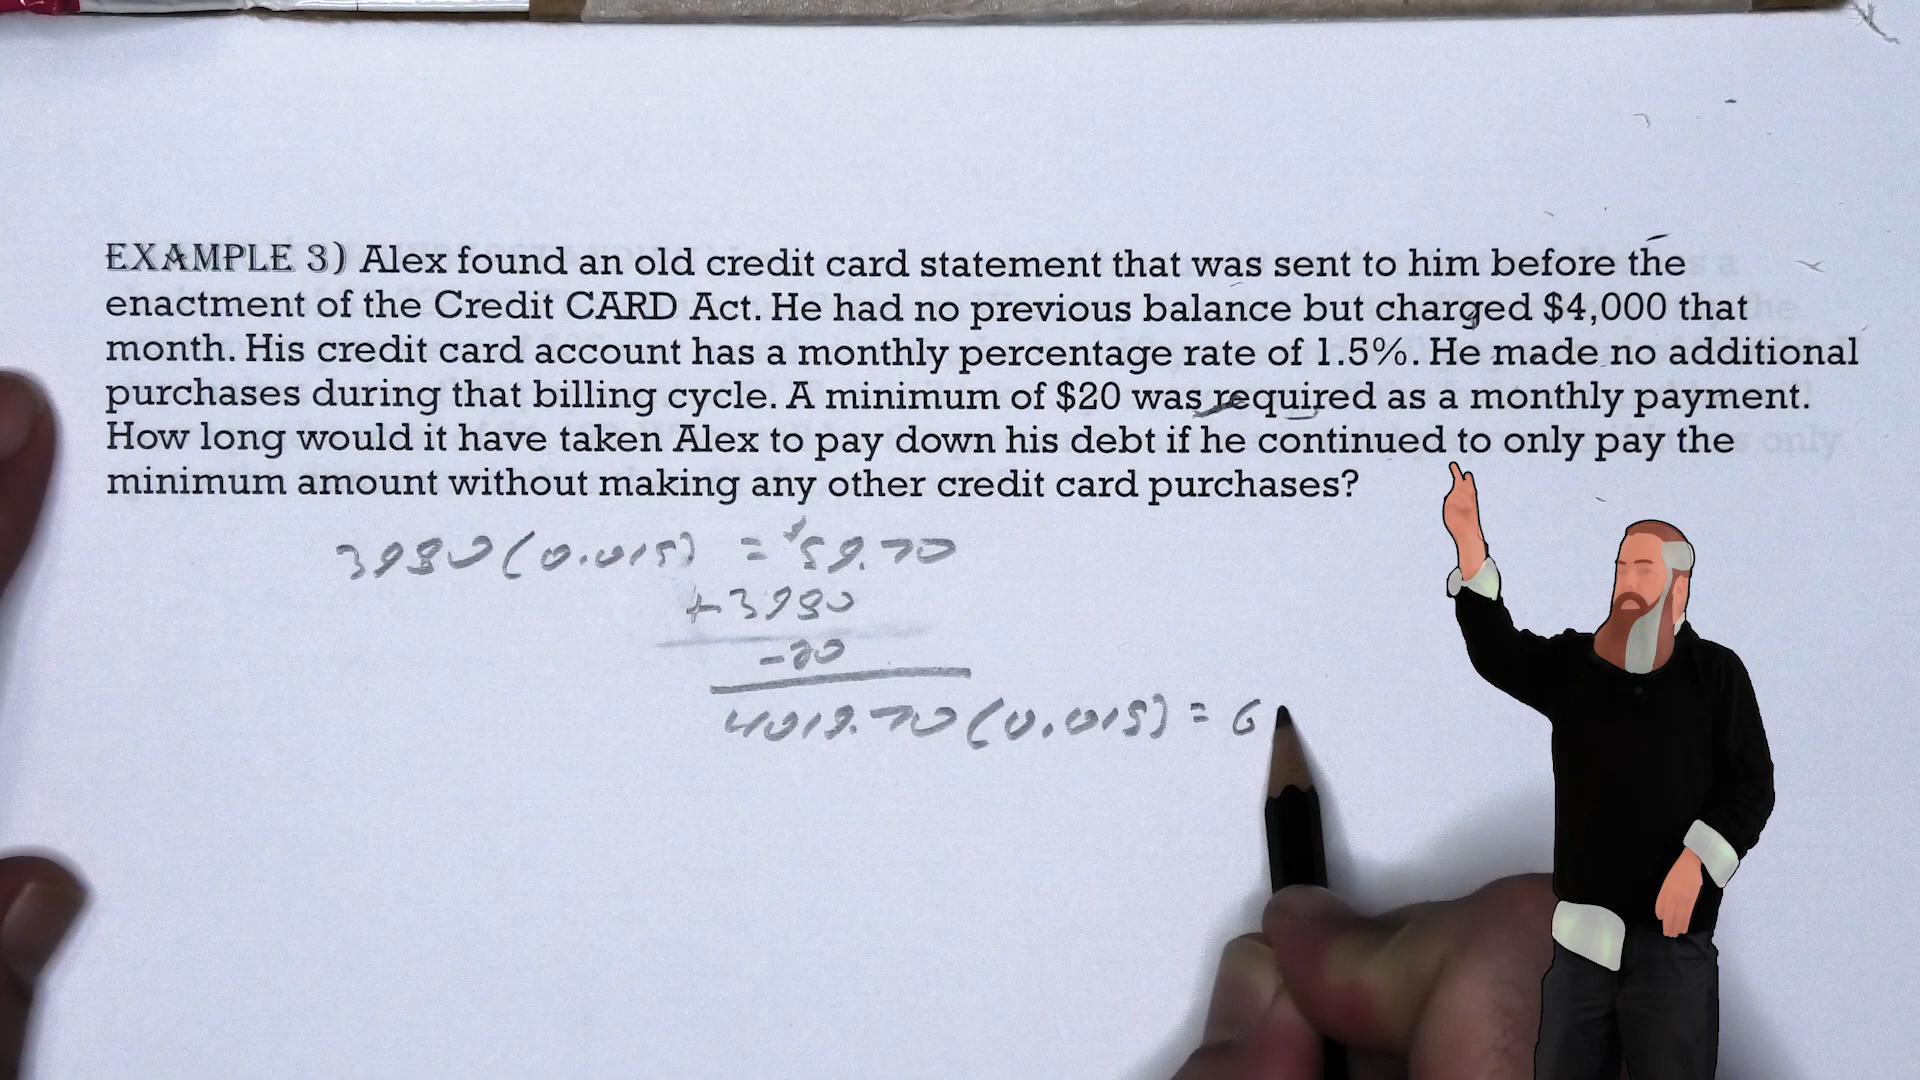 EXAMPLE 3) Alex found an old credit card statement that was sent to him before the
enactment of the Credit CARD Act. He had no previous balance but charged $4,000 that
month. His credit card account has a monthly percentage rate of 1.5%. He made no additional
purchases during that billing cycle. A minimum of $20 was required as a monthly payment.
How long would it have taken Alex to pay down his debt if he continued to only pay the
minimum amount without making any other credit card purchases?
3980(0.015) = 59.70
+3980
-20
4019.70(0.015) = 6